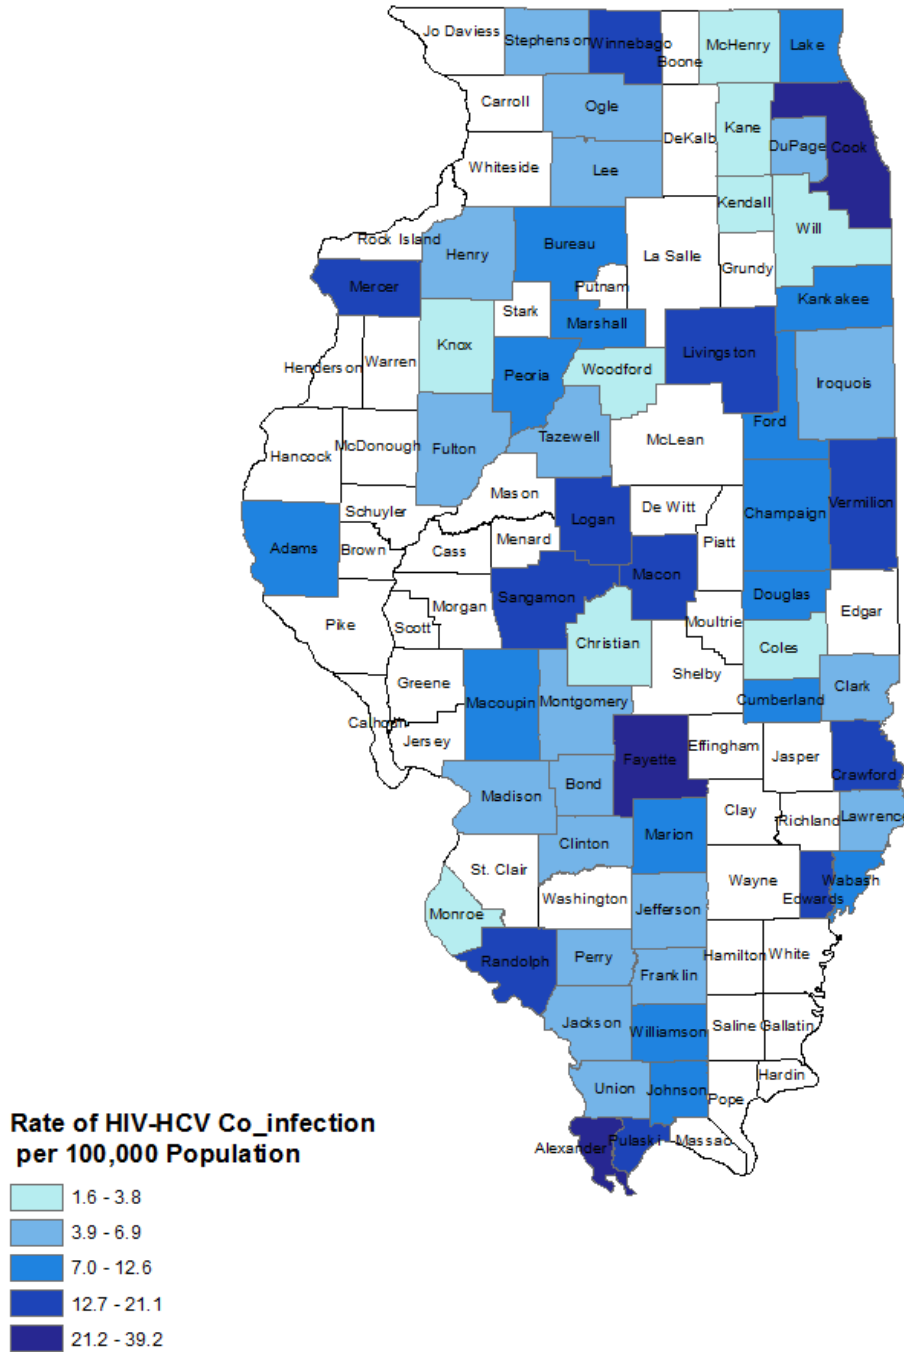 Jo Daviess
Stephenson
Winnebago
Boone
McHenry
Lake
Carroll
Ogle
DeKalb
Kane
DuPage
Cook
Whiteside
Lee
Kendall
Will
Rock Island
Henry
Bureau
La Salle
Grundy
Putnam
Mercer
Kankakee
Stark
Marshall
Knox
Livingston
Henderson
Warren
Peoria
Woodford
Iroquois
Ford
McDonough
Fulton
Tazewell
McLean
Hancock
Mason
Schuyler
Logan
De Witt
Champaign
Vermilion
Adams
Brown
Cass
Menard
Piatt
Macon
Sangamon
Douglas
Pike
Scott
Morgan
Moultrie
Edgar
Christian
Coles
Shelby
Greene
Macoupin
Montgomery
Cumberland
Clark
Calhoun
Jersey
Fayette
Effingham
Jasper
Crawford
Madison
Bond
Clay
Richland
Lawrence
Marion
Clinton
St. Clair
Wayne
Wabash
Edwards
Washington
Monroe
Jefferson
Randolph
Perry
Hamilton
White
Franklin
Jackson
Williamson
Saline
Gallatin
Union
Johnson
Hardin
Pope
Alexander
Pulaski
Massac
Rate of HIV-HCV Co_infection
per 100,000 Population
1.6 - 3.8
3.9 - 6.9
7.0 - 12.6
12.7 - 21.1
21.2 - 39.2